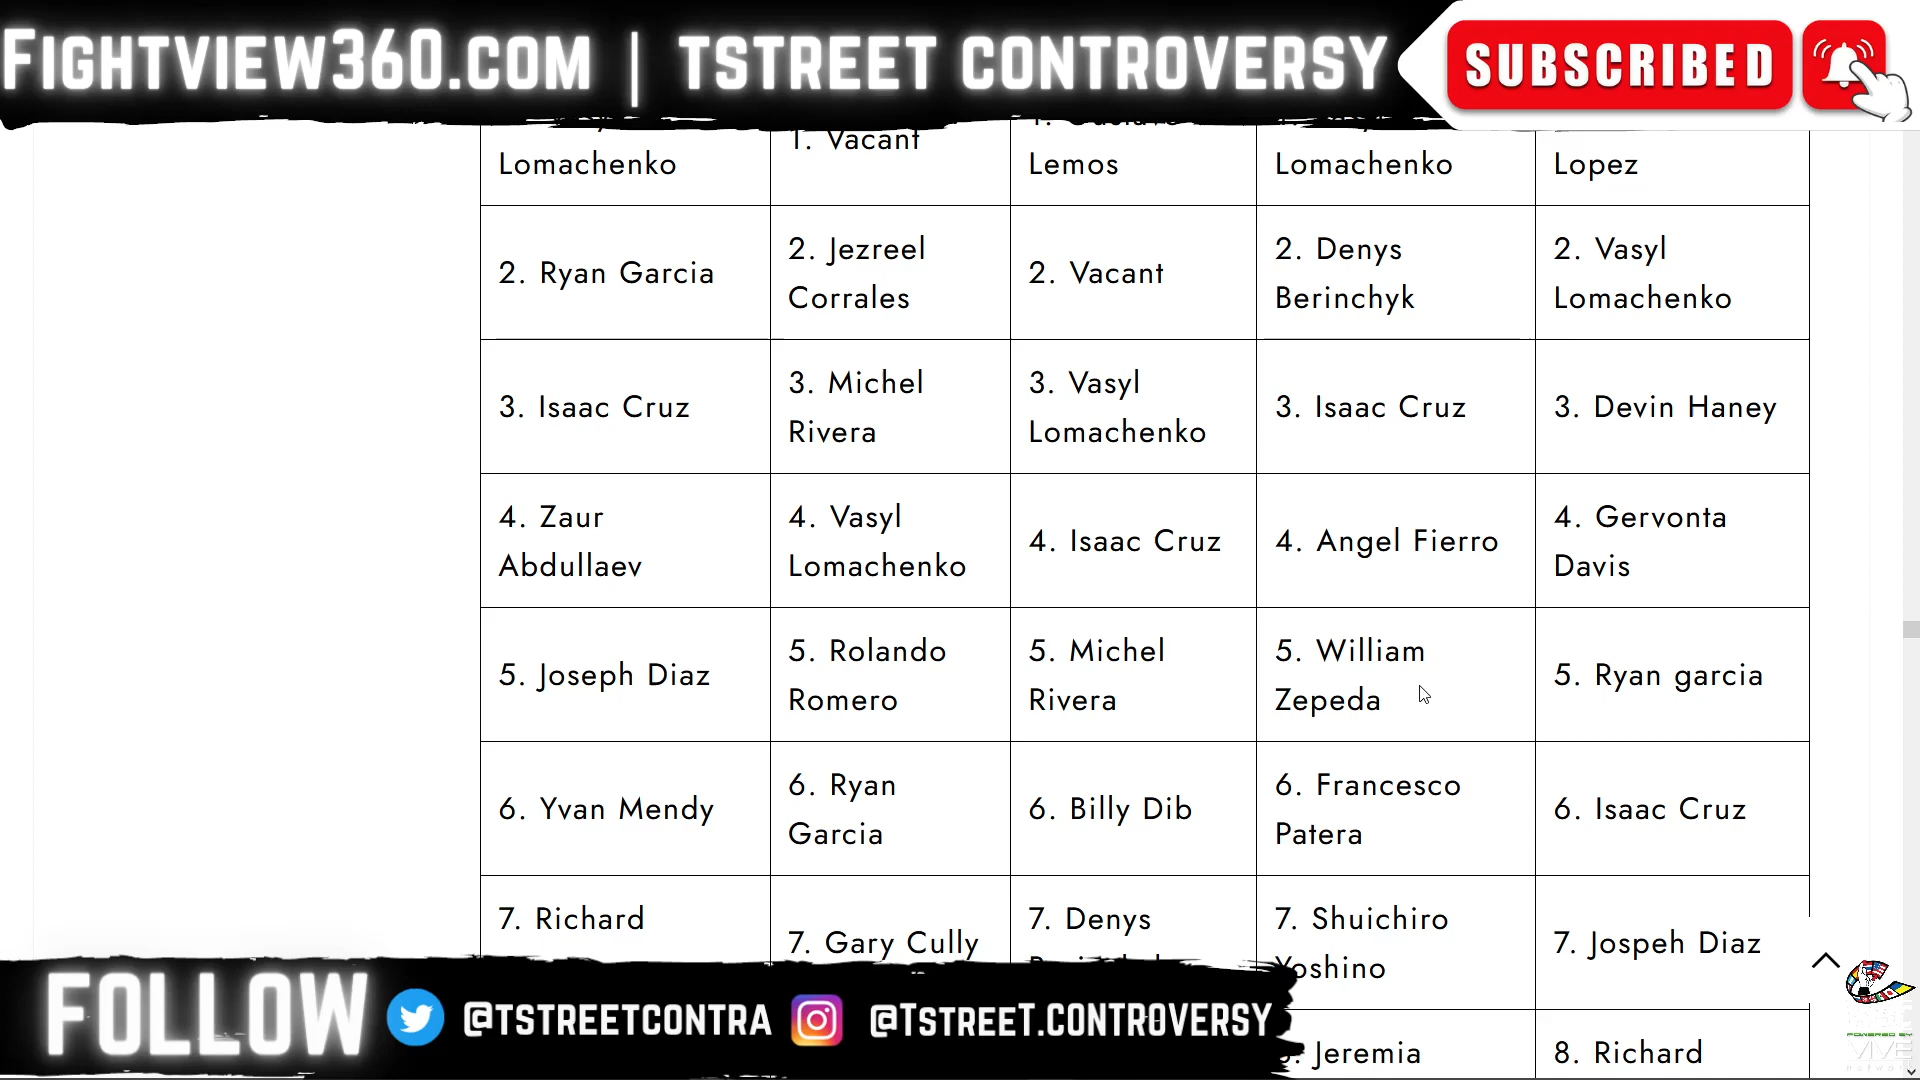 FIGHTVIEW360.COM | TSTREET CONTROVERSY
SUBSCRIBED
Lomachenko
1. Vacant
Lemos
Lomachenko
Lopez
2. Ryan Garcia
2. Jezreel
Corrales
2. Vacant
2. Denys
Berinchyk
2. Vasyl
Lomachenko
3. Isaac Cruz
3. Michel
Rivera
3. Vasyl
Lomachenko
3. Isaac Cruz
3. Devin Haney
4. Zaur
Abdullaev
4. Vasyl
Lomachenko
4. Isaac Cruz
4. Angel Fierro
4. Gervonta
Davis
5. Joseph Diaz
5. Rolando
Romero
5. Michel
Rivera
5. William
Zepeda
5. Ryan garcia
6. Yvan Mendy
6. Ryan
Garcia
6. Billy Dib
6. Francesco
Patera
6. Isaac Cruz
7. Richard
7. Gary Cully
7. Denys
7. Shuichiro
Yoshino
7. Jospeh Diaz
Jeremia
8. Richard
FOLLOW @TSTREETCONTRA @TSTREET.CONTROVERSY
POWERED BY
VIVE